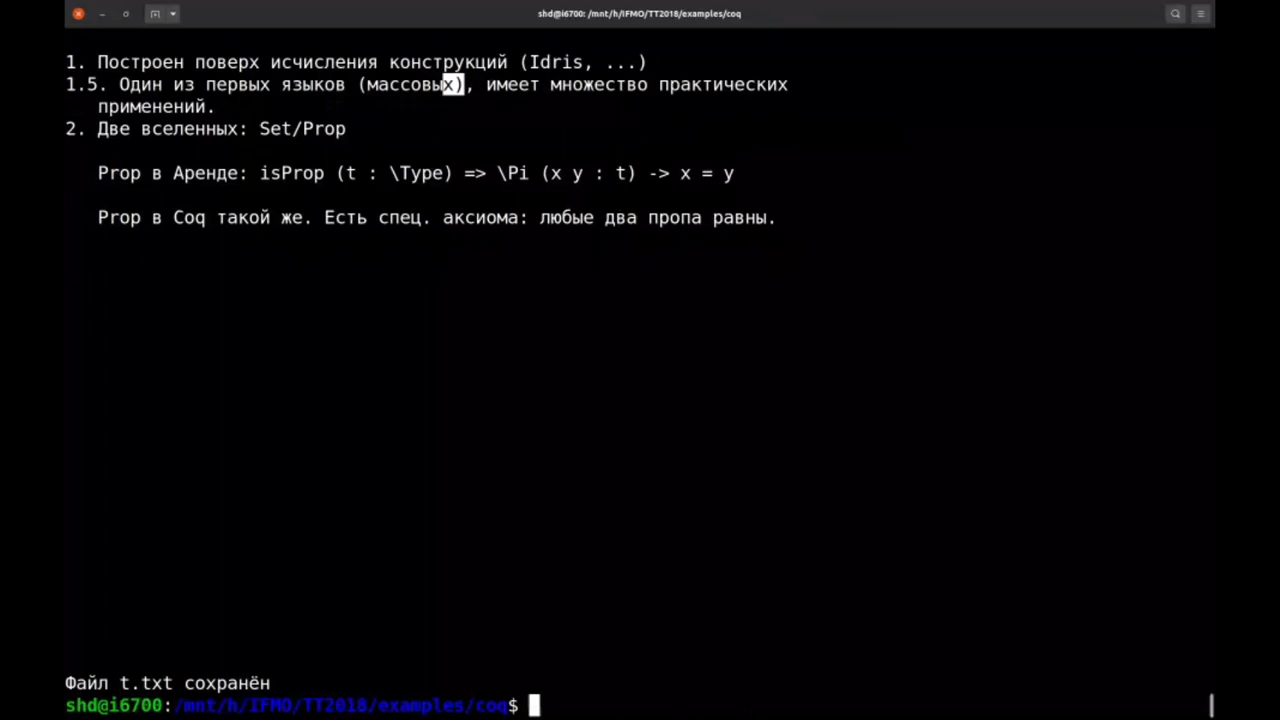 shd@i6700: /mnt/h/IFMO/TT2018/examples/coq
1. Построен поверх исчисления конструкций (Idris, ...)
1.5. Один из первых языков (массовых), имеет множество практических
применений.
2. Две вселенных: Set/Prop
Prop в Аренде: isProp (t : \Type) => \Pi (x y : t) -> x = y
Prop в Coq такой же. Есть спец. аксиома: любые два пропа равны.
Файл t.txt сохранён
shd@i6700:/mnt/h/IFMO/TT2018/examples/coq$